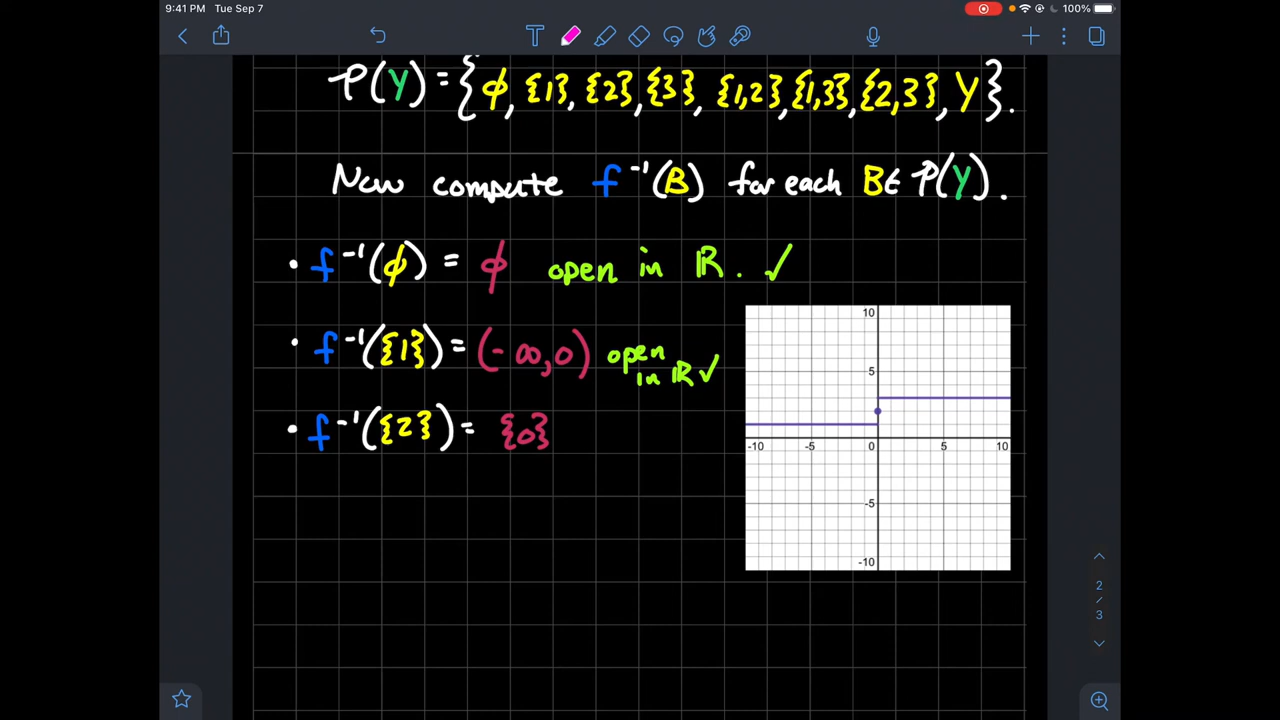 9:41 PM Tue Sep 7
100%
T
𝒫(Y) = {ϕ, {1}, {2}, {3}, {1,2}, {1,3}, {2,3}, Y}.
Now compute f⁻¹(B) for each B ∈ 𝒫(Y).
• f⁻¹(ϕ) = ϕ open in ℝ. ✓
• f⁻¹({1}) = (-∞,0) open in ℝ ✓
• f⁻¹({2}) = {0}
10
5
-10 -5 0 5 10
-5
-10
2
/
3